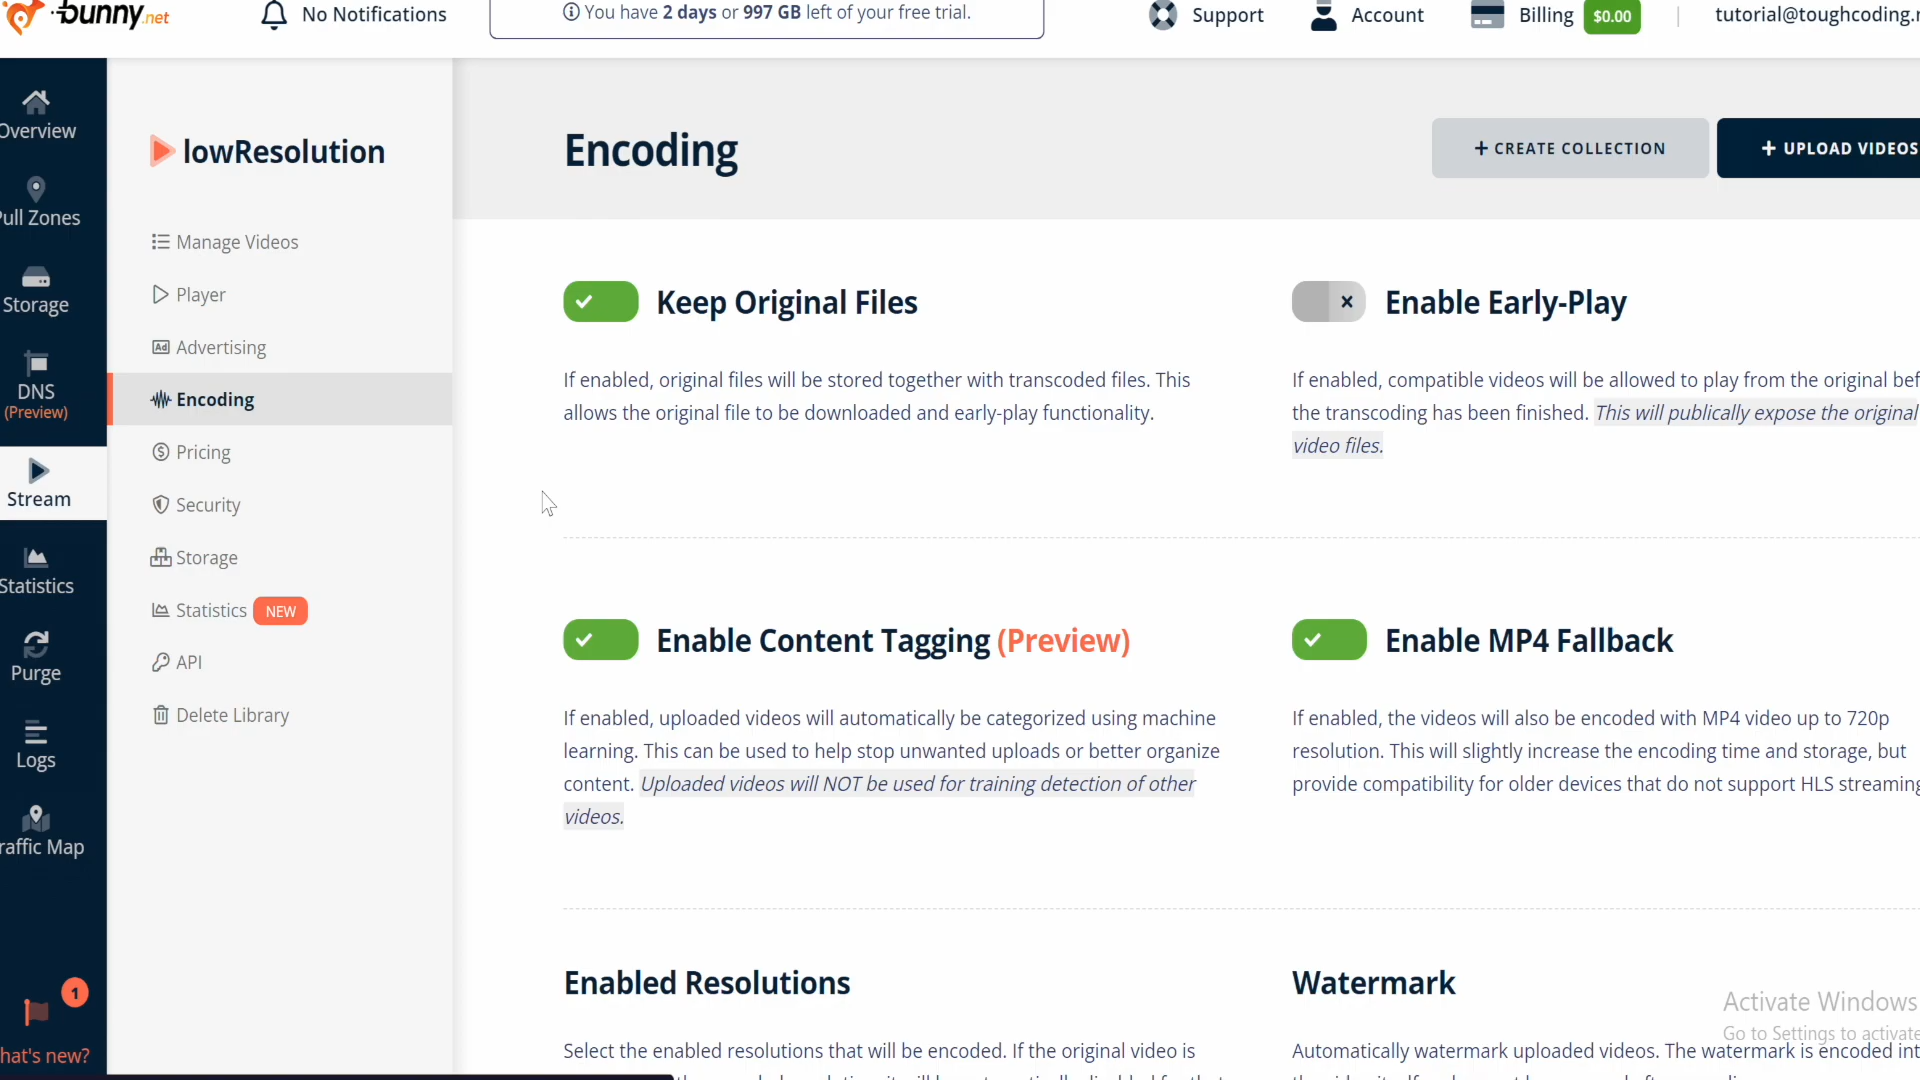 bunny.net
No Notifications
You have 2 days or 997 GB left of your free trial.
Support
Account
Billing $0.00
tutorial@toughcoding.
Overview
Pull Zones
Storage
DNS
(Preview)
Stream
Statistics
Purge
Logs
raffic Map
1
hat's new?
lowResolution
Manage Videos
Player
Advertising
Encoding
Pricing
Security
Storage
Statistics NEW
API
Delete Library
Encoding
+ CREATE COLLECTION
+ UPLOAD VIDEOS
Keep Original Files
If enabled, original files will be stored together with transcoded files. This
allows the original file to be downloaded and early-play functionality.
Enable Early-Play
If enabled, compatible videos will be allowed to play from the original bef
the transcoding has been finished. This will publically expose the original
video files.
Enable Content Tagging (Preview)
If enabled, uploaded videos will automatically be categorized using machine
learning. This can be used to help stop unwanted uploads or better organize
content. Uploaded videos will NOT be used for training detection of other
videos.
Enable MP4 Fallback
If enabled, the videos will also be encoded with MP4 video up to 720p
resolution. This will slightly increase the encoding time and storage, but
provide compatibility for older devices that do not support HLS streaming
Enabled Resolutions
Select the enabled resolutions that will be encoded. If the original video is
Watermark
Automatically watermark uploaded videos. The watermark is encoded int
Activate Windows
Go to Settings to activate